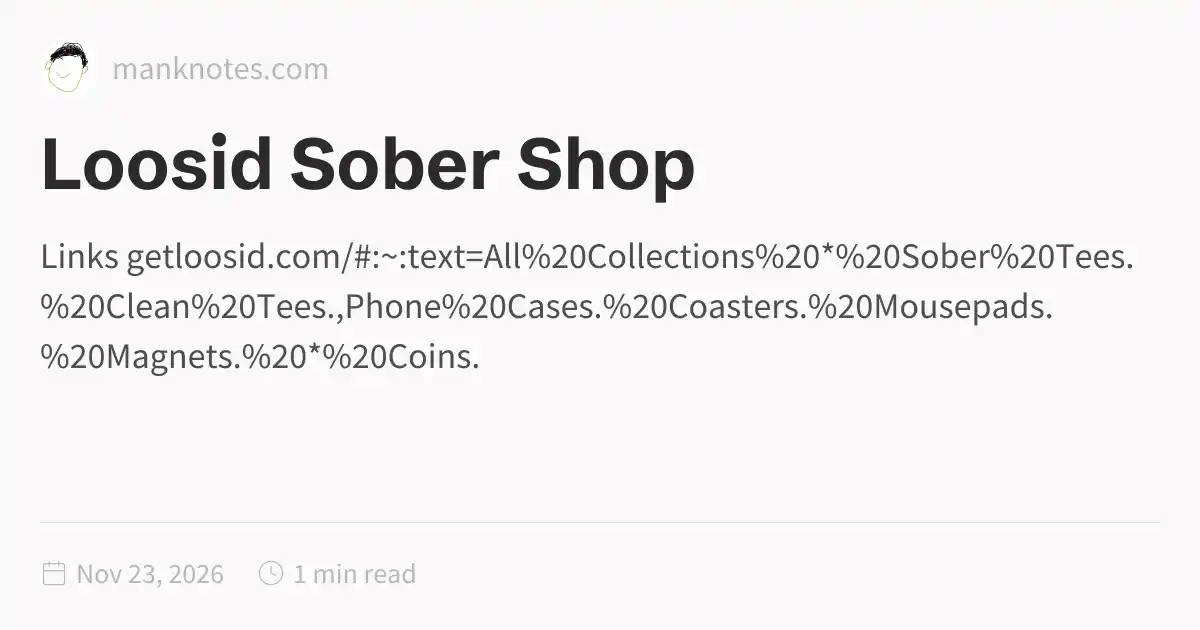 manknotes.com
Loosid Sober Shop
Links getloosid.com/#:~:text=All%20Collections%20*%20Sober%20Tees.
%20Clean%20Tees.,Phone%20Cases.%20Coasters.%20Mousepads.
%20Magnets.%20*%20Coins.
Nov 23, 2026 1 min read